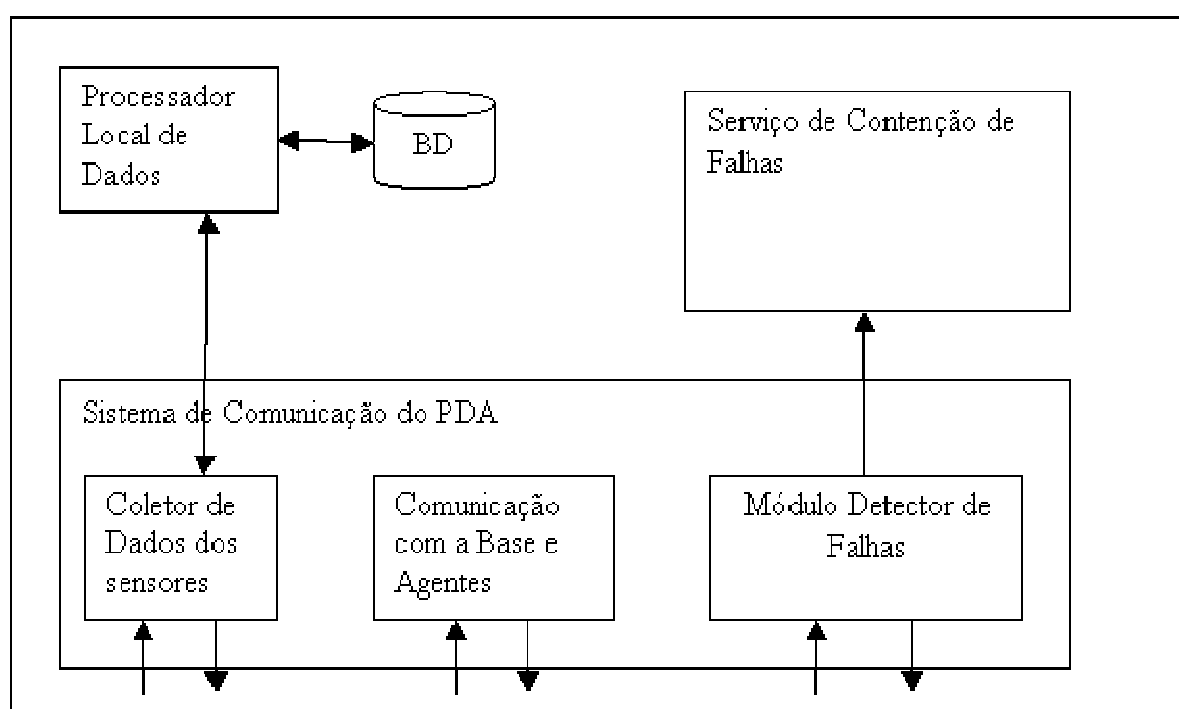 Processador
Local de
Dados
BD
Serviço de Contenção de
Falhas
Sistema de Comunicação do PDA
Coletor de
Dados dos
sensores
Comunicação
com a Base e
Agentes
Módulo Detector de
Falhas